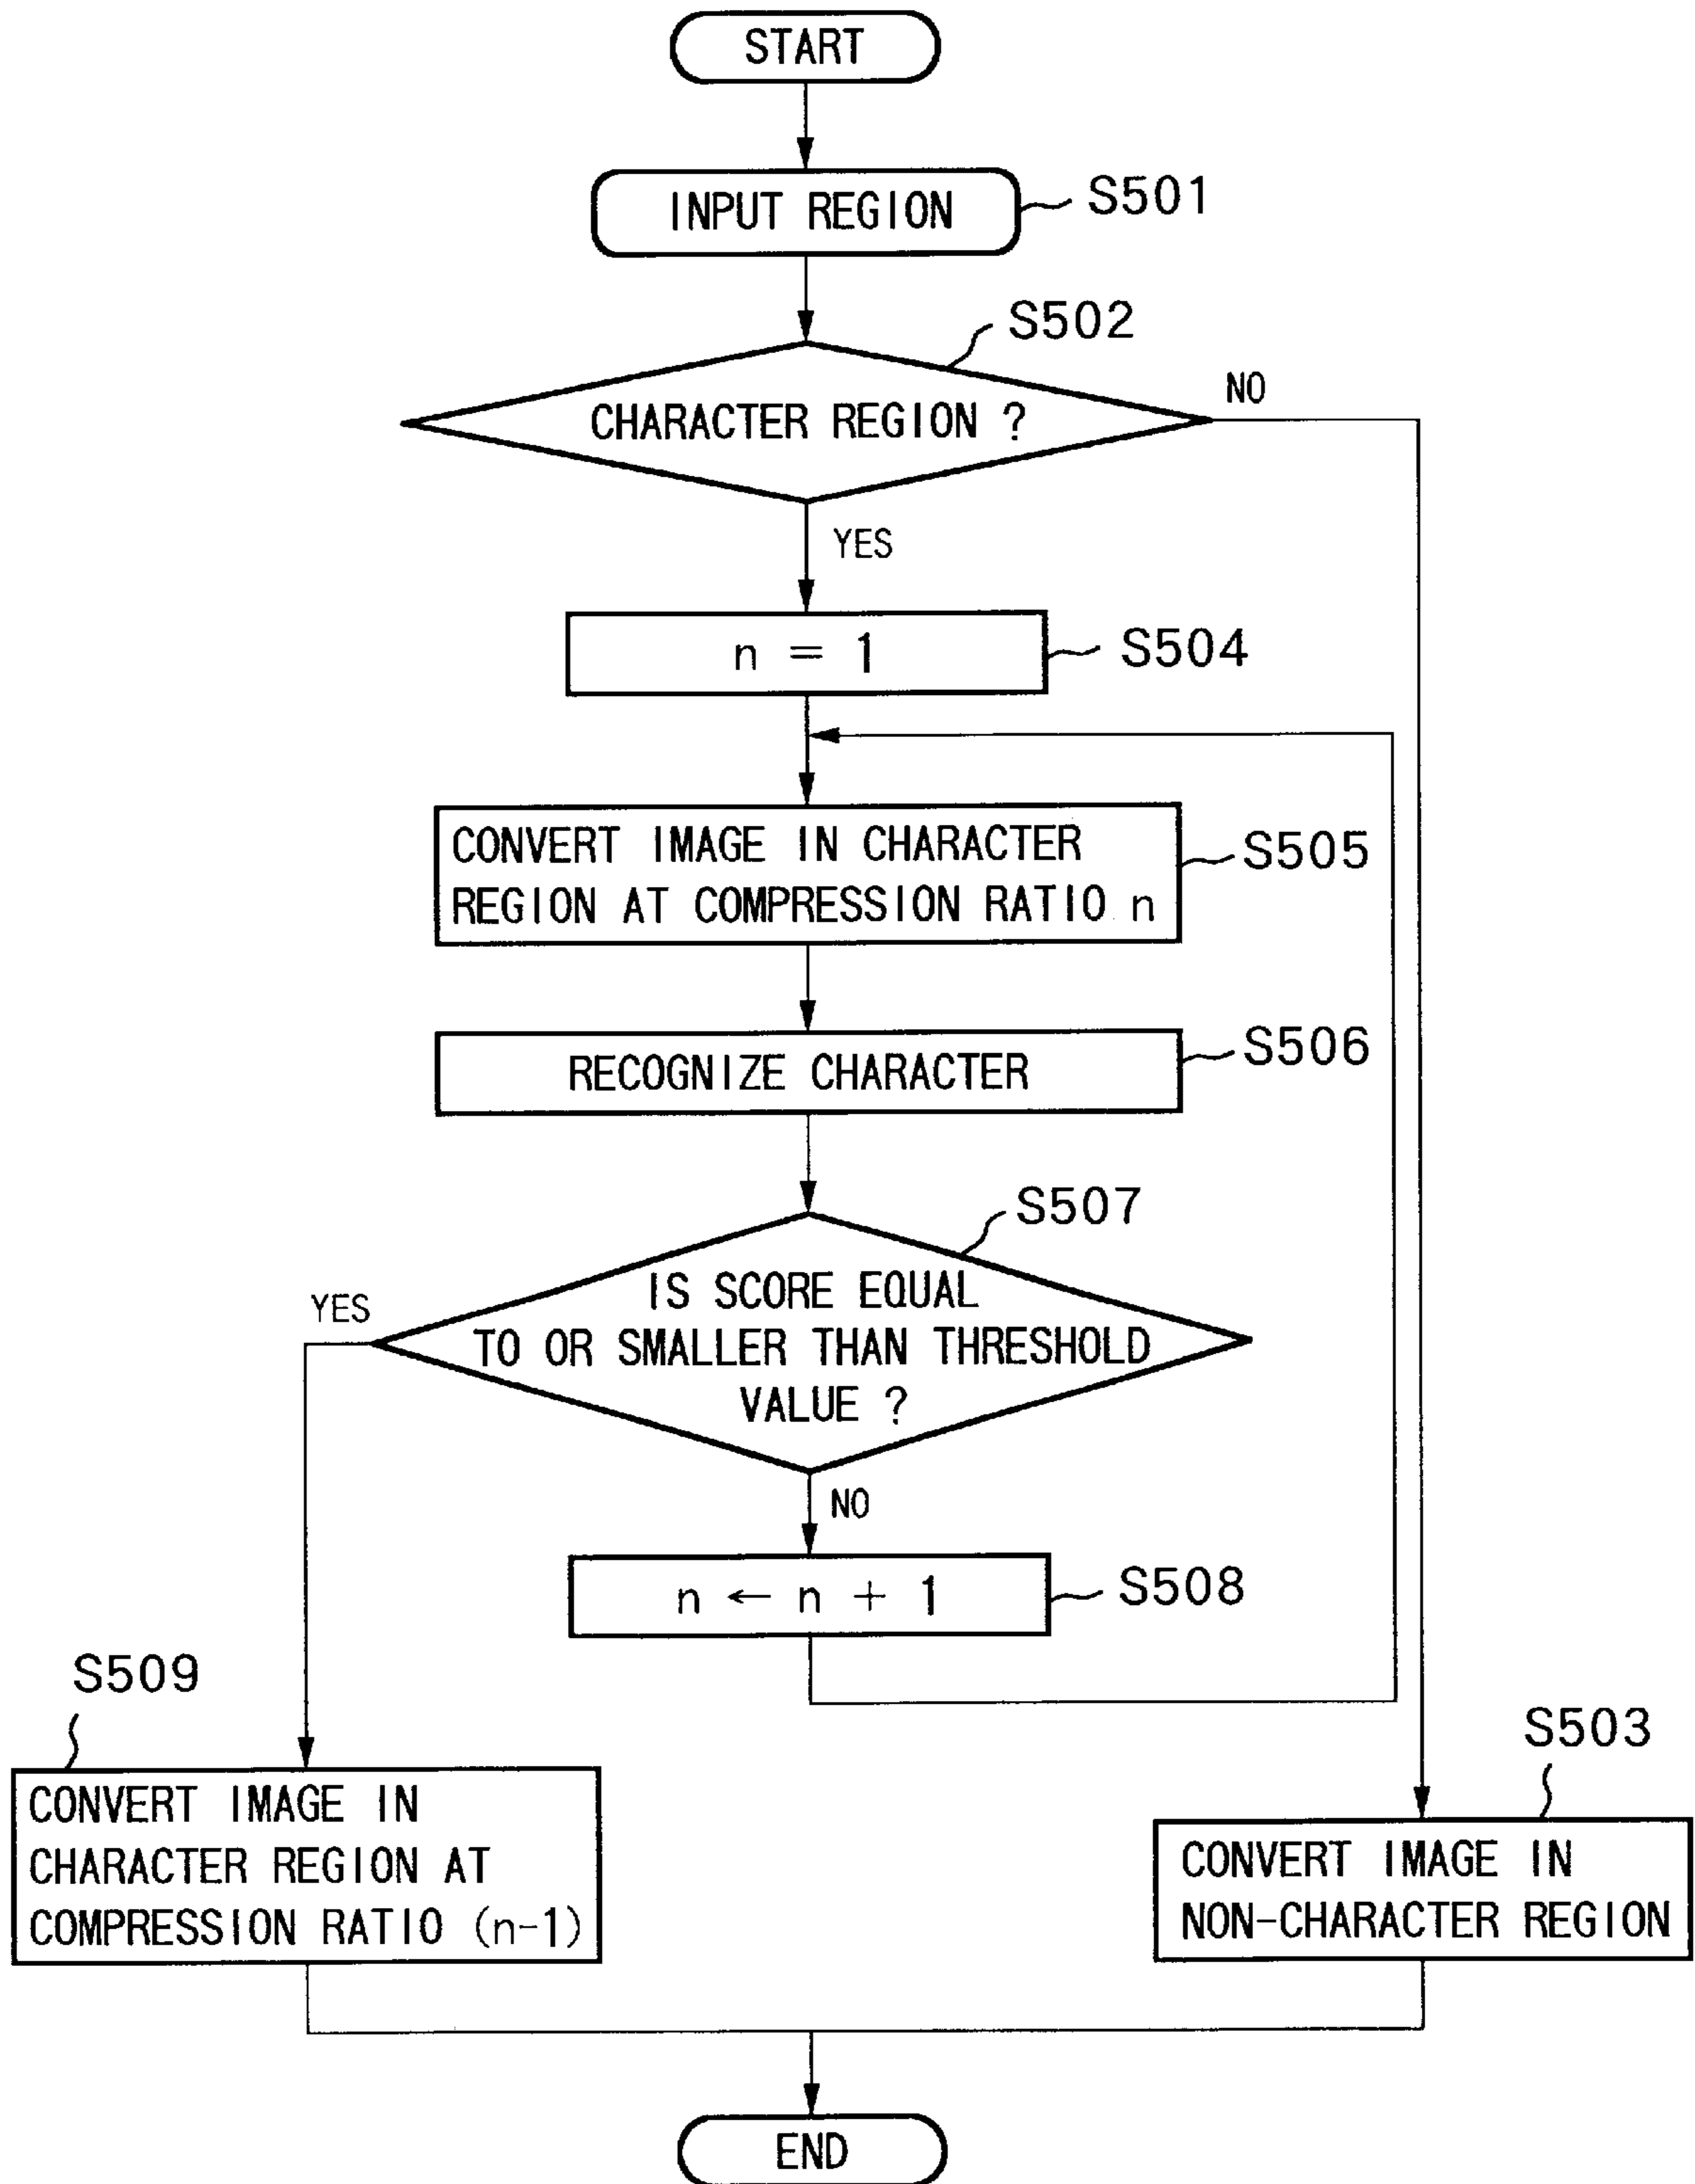 START
INPUT REGION
S501
S502
CHARACTER REGION ?
NO
YES
n = 1
S504
CONVERT IMAGE IN CHARACTER
REGION AT COMPRESSION RATIO n
S505
RECOGNIZE CHARACTER
S506
S507
IS SCORE EQUAL
TO OR SMALLER THAN THRESHOLD
VALUE ?
YES
NO
n ← n + 1
S508
S509
CONVERT IMAGE IN
CHARACTER REGION AT
COMPRESSION RATIO (n-1)
S503
CONVERT IMAGE IN
NON-CHARACTER REGION
END